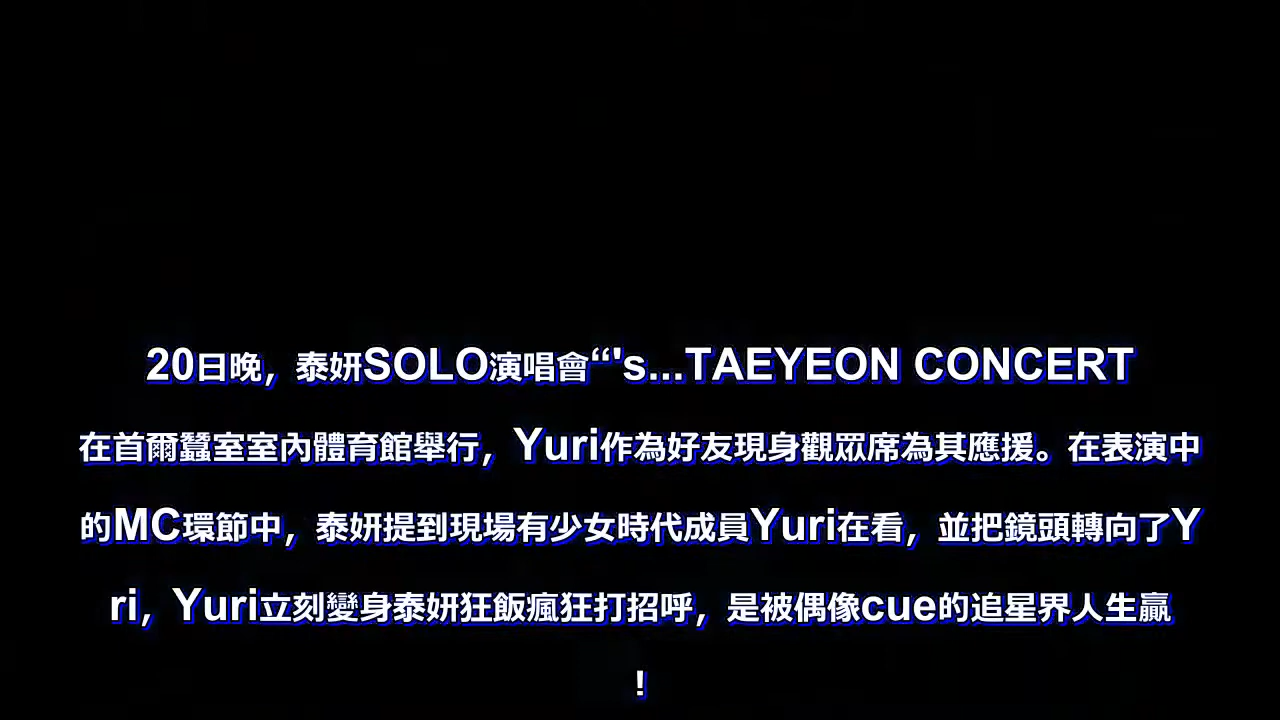 20日晚，泰妍SOLO演唱會“'s...TAEYEON CONCERT
在首爾蠶室室內體育館舉行，Yuri作為好友現身觀眾席為其應援。在表演中
的MC環節中，泰妍提到現場有少女時代成員Yuri在看，並把鏡頭轉向了Y
ri，Yuri立刻變身泰妍狂飯瘋狂打招呼，是被偶像cue的追星界人生贏
！